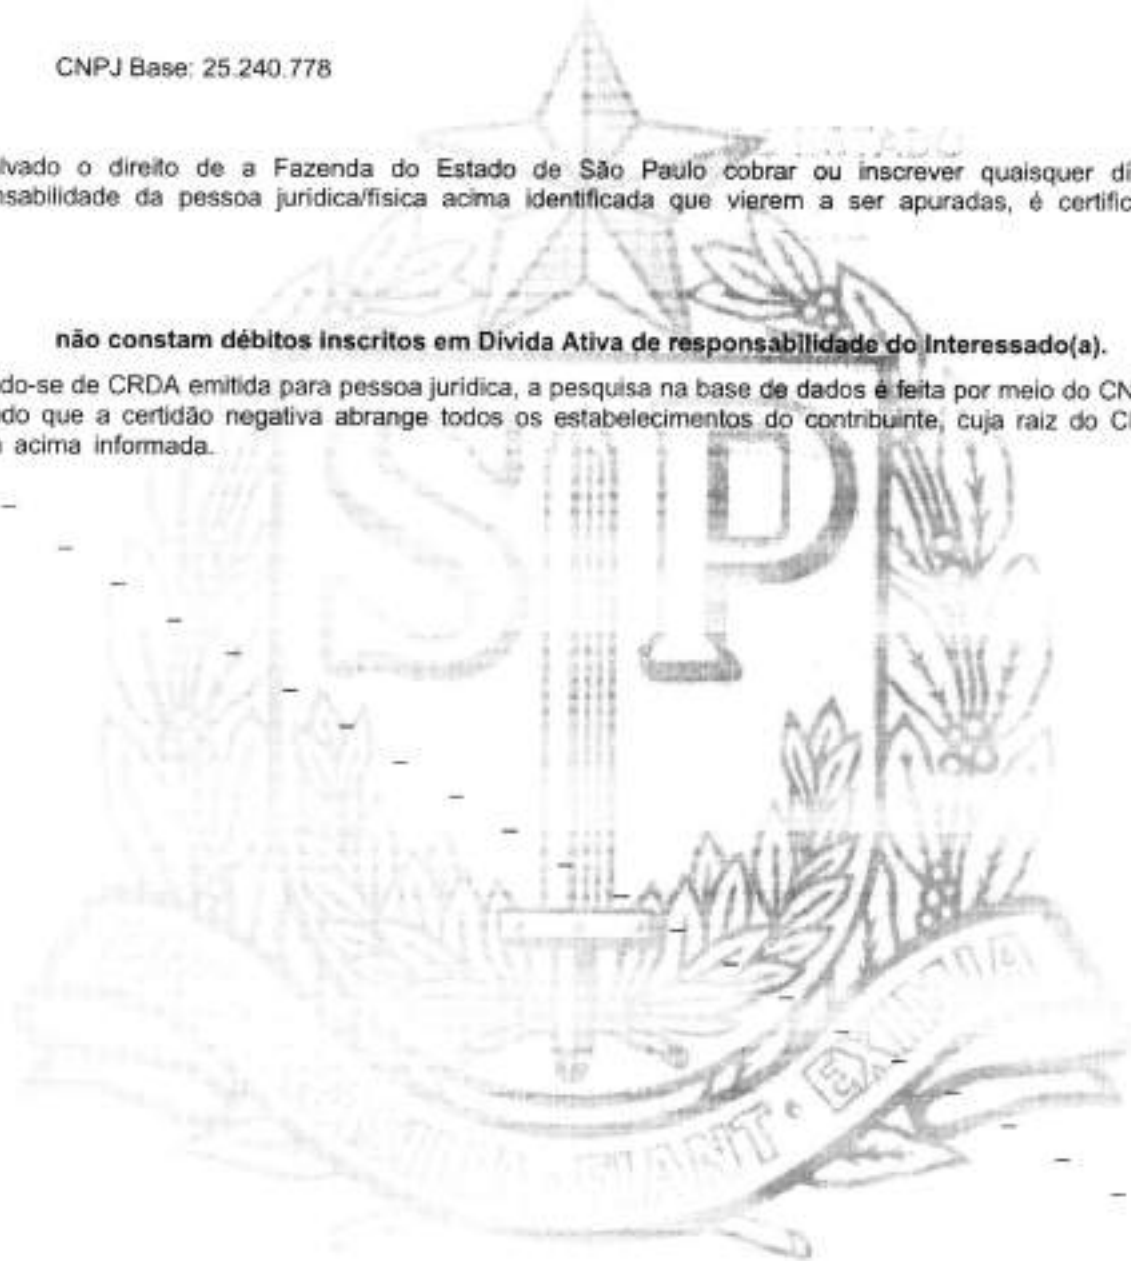 CNPJ Base: 25.240.778
lvado o direito de a Fazenda do Estado de São Paulo cobrar ou inscrever quaisquer di
nsabilidade da pessoa jurídica/física acima identificada que vierem a ser apuradas, é certific
não constam débitos inscritos em Dívida Ativa de responsabilidade do Interessado(a).
do-se de CRDA emitida para pessoa jurídica, a pesquisa na base de dados é feita por meio do CN
do que a certidão negativa abrange todos os estabelecimentos do contribuinte, cuja raiz do C
acima informada.
S P
FIANT · EXIMIA